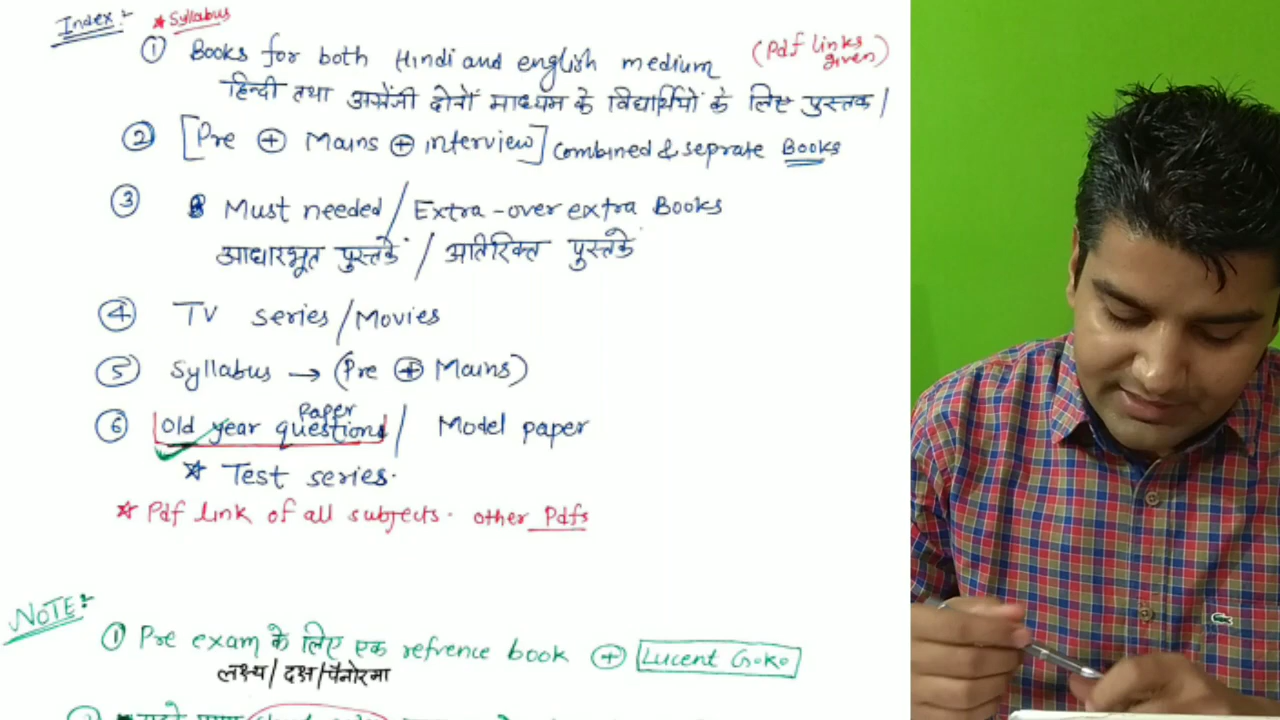 Index:- * Syllabus
① Books for both Hindi and english medium (Pdf links given)
हिन्दी तथा अंग्रेंजी दोनों माध्यम के विद्यार्थियों के लिए पुस्तक |
② [Pre + Mains + interview] Combined & seprate Books
③ Must needed / Extra-over extra Books
आधारभूत पुस्तकें / अतिरिक्त पुस्तकें
④ TV series / Movies
⑤ Syllabus → (Pre + Mains)
⑥ Old year paper questions / Model paper
* Test series.
* Pdf link of all subjects. other Pdfs
NOTE:-
① Pre exam के लिए एक refrence book + Lucent G.K.
लक्ष्य / दक्ष / पैनोरमा